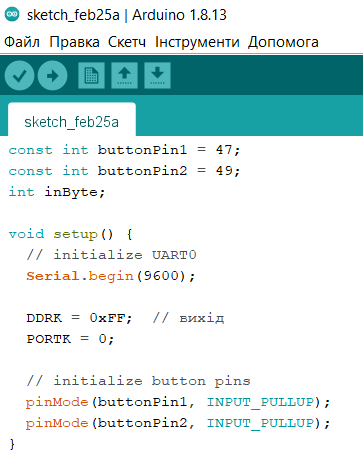 sketch_feb25a | Arduino 1.8.13
Файл Правка Скетч Інструменти Допомога
sketch_feb25a
const int buttonPin1 = 47;
const int buttonPin2 = 49;
int inByte;
void setup() {
  // initialize UART0
  Serial.begin(9600);
  DDRK = 0xFF;  // вихід
  PORTK = 0;
  // initialize button pins
  pinMode(buttonPin1, INPUT_PULLUP);
  pinMode(buttonPin2, INPUT_PULLUP);
}